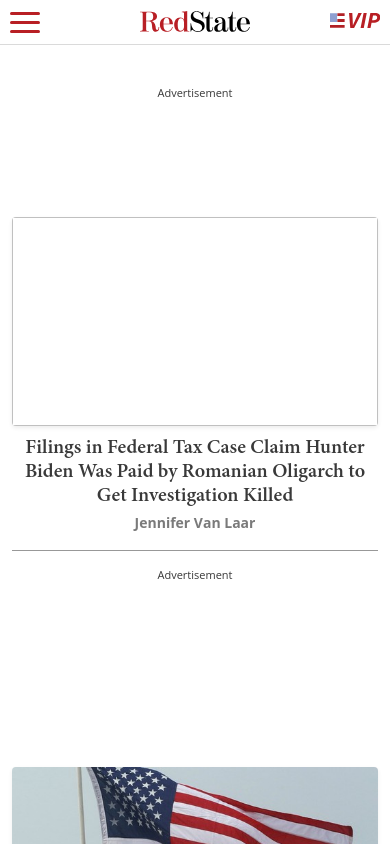 RedState
VIP
Advertisement
Filings in Federal Tax Case Claim Hunter
Biden Was Paid by Romanian Oligarch to
Get Investigation Killed
Jennifer Van Laar
Advertisement